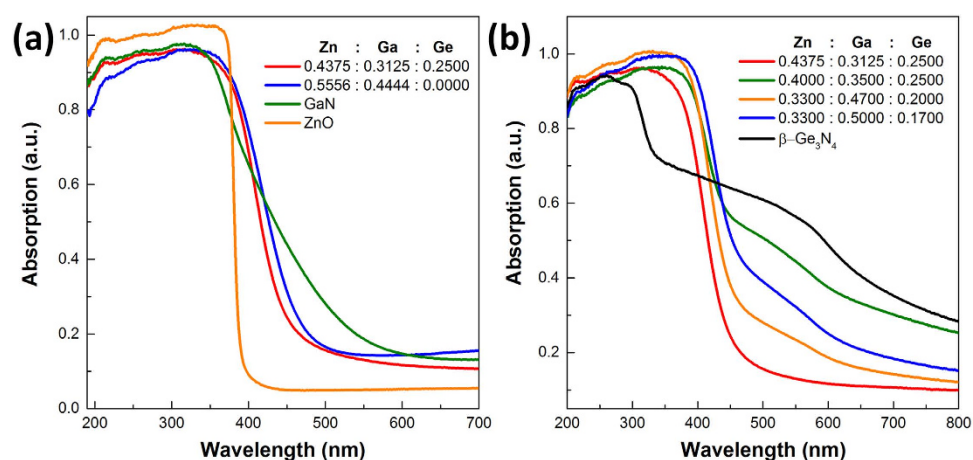 (a)
Zn : Ga : Ge
0.4375 : 0.3125 : 0.2500
0.5556 : 0.4444 : 0.0000
GaN
ZnO
Absorption (a.u.)
1.0
0.8
0.6
0.4
0.2
0.0
200 300 400 500 600 700
Wavelength (nm)
(b)
Zn : Ga : Ge
0.4375 : 0.3125 : 0.2500
0.4000 : 0.3500 : 0.2500
0.3300 : 0.4700 : 0.2000
0.3300 : 0.5000 : 0.1700
β–Ge₃N₄
Absorption (a.u.)
1.0
0.8
0.6
0.4
0.2
200 300 400 500 600 700 800
Wavelength (nm)